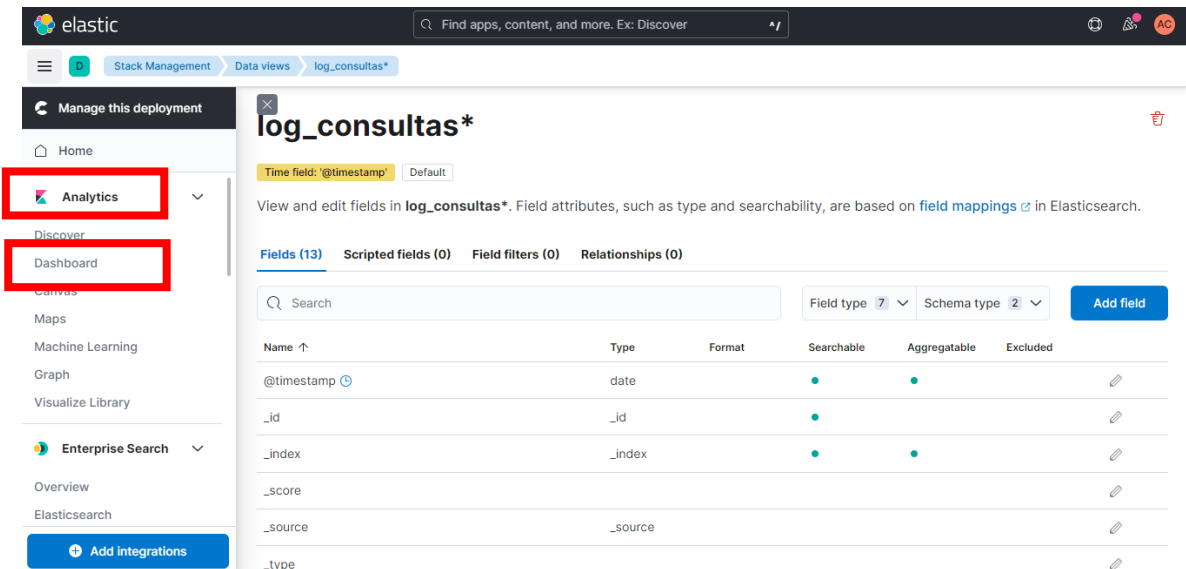 elastic
Find apps, content, and more. Ex: Discover
^/
AC
D
Stack Management
Data views
log_consultas*
Manage this deployment
Home
Analytics
Discover
Dashboard
Canvas
Maps
Machine Learning
Graph
Visualize Library
Enterprise Search
Overview
Elasticsearch
Add integrations
log_consultas*
Time field: '@timestamp' Default
View and edit fields in log_consultas*. Field attributes, such as type and searchability, are based on field mappings in Elasticsearch.
Fields (13) Scripted fields (0) Field filters (0) Relationships (0)
Search Field type 7 Schema type 2 Add field
Name Type Format Searchable Aggregatable Excluded
@timestamp date
_id _id
_index _index
_score
_source _source
_type